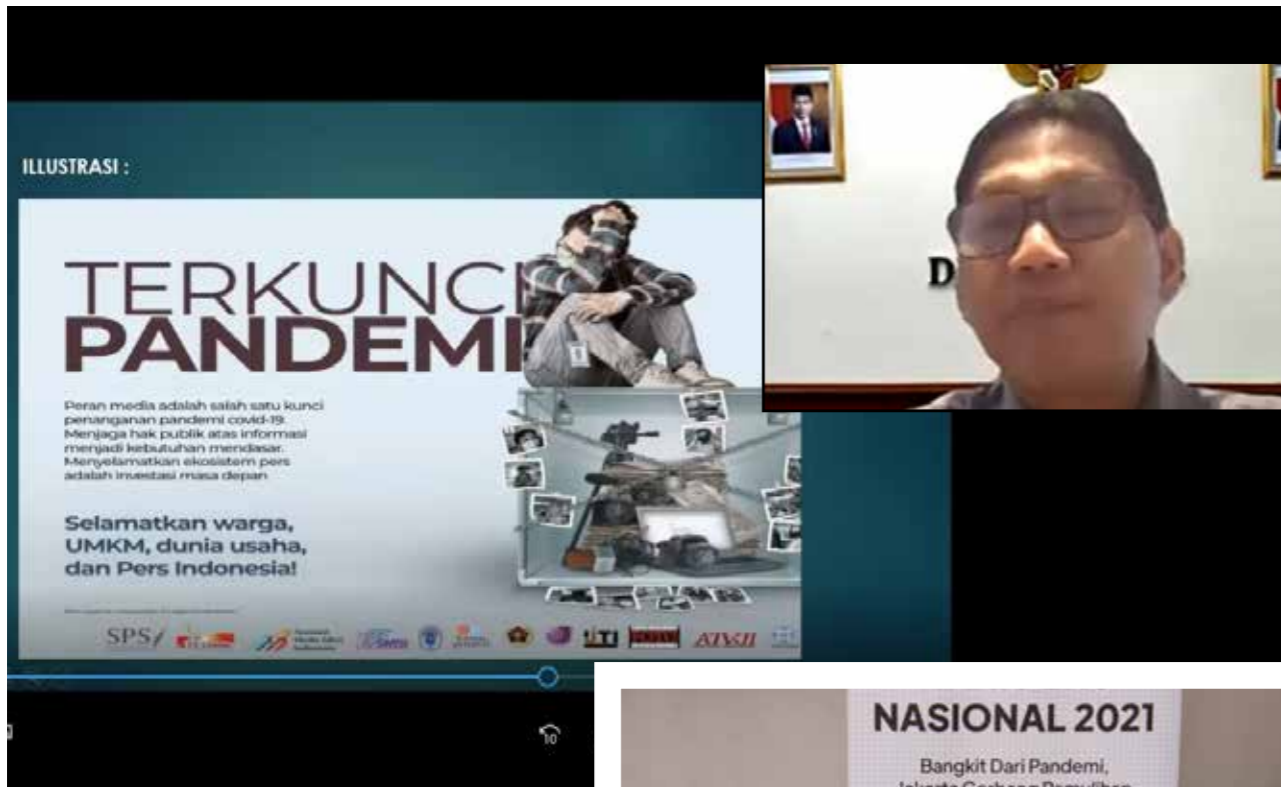 ILLUSTRASI :
TERKUNCI
PANDEMI
Peran media adalah salah satu kunci
penanganan pandemi covid-19.
Menjaga hak publik atas informasi
menjadi kebutuhan mendasar.
Menyelamatkan ekosistem pers
adalah investasi masa depan
Selamatkan warga,
UMKM, dunia usaha,
dan Pers Indonesia!
SPS
ATVJI
10
D
NASIONAL 2021
Bangkit Dari Pandemi,